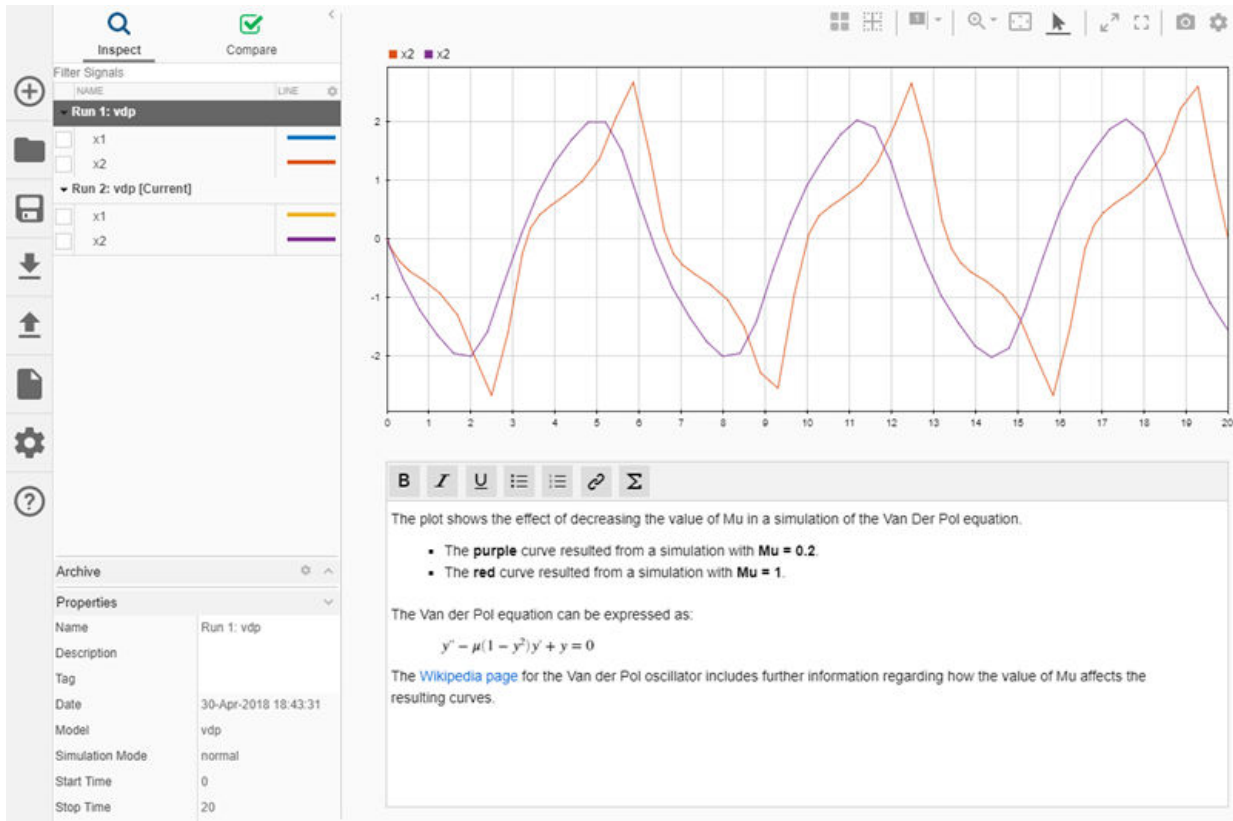 Inspect
Compare
Filter Signals
NAME LINE
Run 1: vdp
x1
x2
Run 2: vdp [Current]
x1
x2
Archive
Properties
Name Run 1: vdp
Description
Tag
Date 30-Apr-2018 18:43:31
Model vdp
Simulation Mode normal
Start Time 0
Stop Time 20
1
x2 x2
2
1
0
-1
-2
0 1 2 3 4 5 6 7 8 9 10 11 12 13 14 15 16 17 18 19 20
B I U Σ
The plot shows the effect of decreasing the value of Mu in a simulation of the Van Der Pol equation.
▪ The purple curve resulted from a simulation with Mu = 0.2.
▪ The red curve resulted from a simulation with Mu = 1.
The Van der Pol equation can be expressed as:
y'' − μ(1 − y²)y' + y = 0
The Wikipedia page for the Van der Pol oscillator includes further information regarding how the value of Mu affects the
resulting curves.